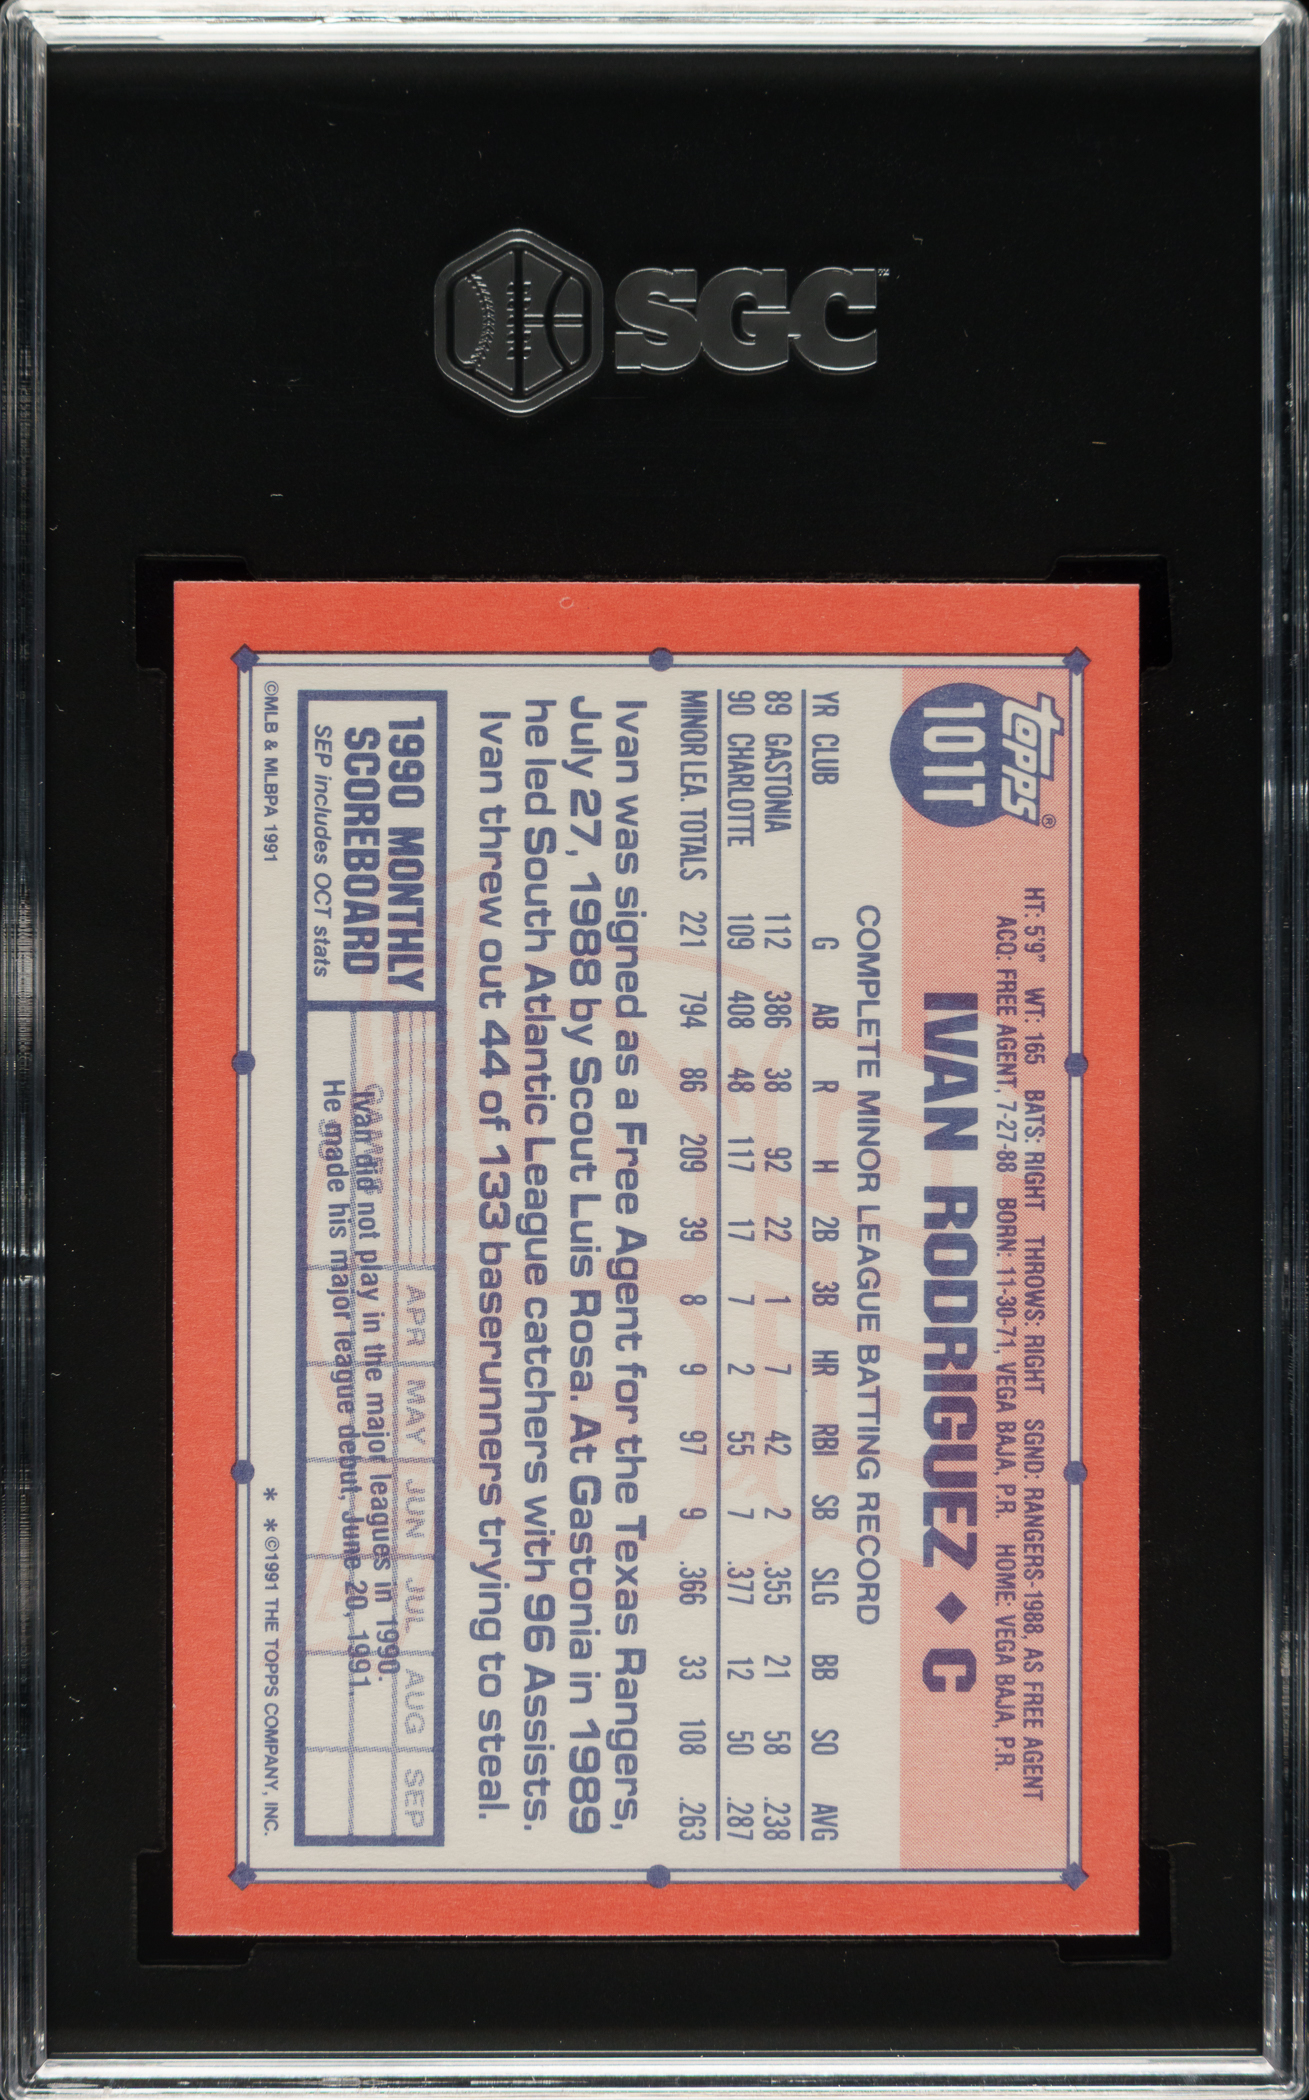 SGC™
topps®
101T
HT: 5'9" WT: 165 BATS: RIGHT THROWS: RIGHT SGND: RANGERS-1988, AS FREE AGENT
ACQ: FREE AGENT, 7-27-88 BORN: 11-30-71, VEGA BAJA, P.R. HOME: VEGA BAJA, P.R.
IVAN RODRIGUEZ ♦ C
COMPLETE MINOR LEAGUE BATTING RECORD
YR CLUB G AB R H 2B 3B HR RBI SB SLG BB SO AVG
89 GASTONIA 112 386 38 92 22 1 7 42 2 .355 21 58 .238
90 CHARLOTTE 109 408 48 117 17 7 2 55 7 .377 12 50 .287
MINOR LEA. TOTALS 221 794 86 209 39 8 9 97 9 .366 33 108 .263
Ivan was signed as a Free Agent for the Texas Rangers,
July 27, 1988 by Scout Luis Rosa. At Gastonia in 1989
he led South Atlantic League catchers with 96 Assists.
Ivan threw out 44 of 133 baserunners trying to steal.
1990 MONTHLY
SCOREBOARD
SEP includes OCT stats
APR MAY JUN JUL AUG SEP
Ivan did not play in the major leagues in 1990.
He made his major league debut, June 20, 1991.
©MLB & MLBPA 1991
* *©1991 THE TOPPS COMPANY, INC.